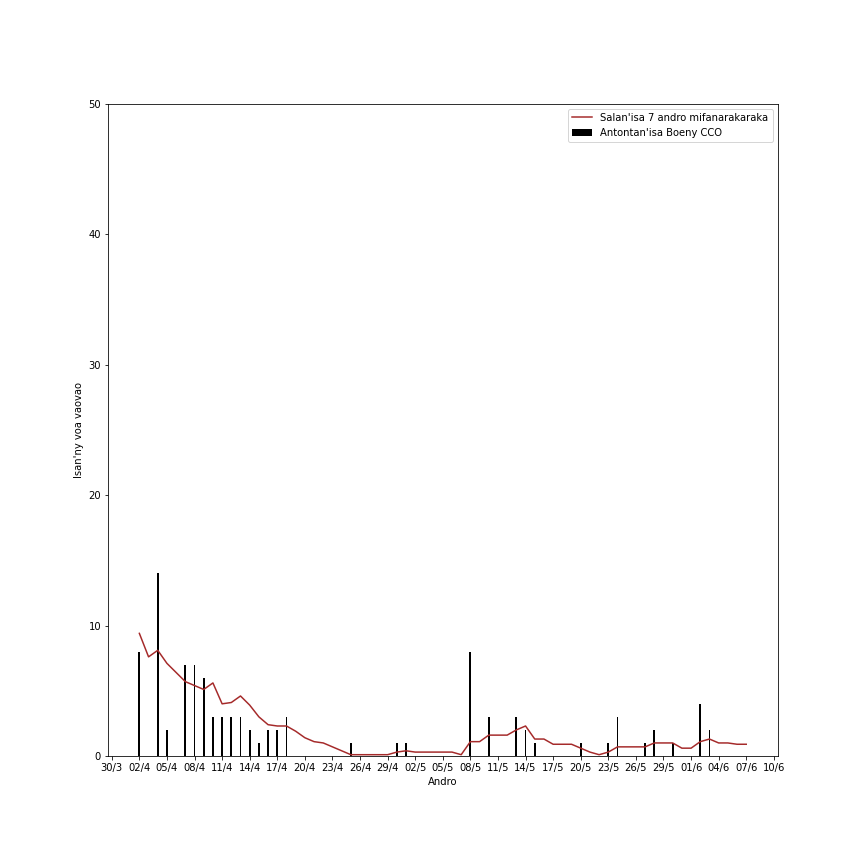 Salan'isa 7 andro mifanarakaraka
Antontan'isa Boeny CCO
50
40
30
20
10
0
Isan'ny voa vaovao
30/3 02/4 05/4 08/4 11/4 14/4 17/4 20/4 23/4 26/4 29/4 02/5 05/5 08/5 11/5 14/5 17/5 20/5 23/5 26/5 29/5 01/6 04/6 07/6 10/6
Andro